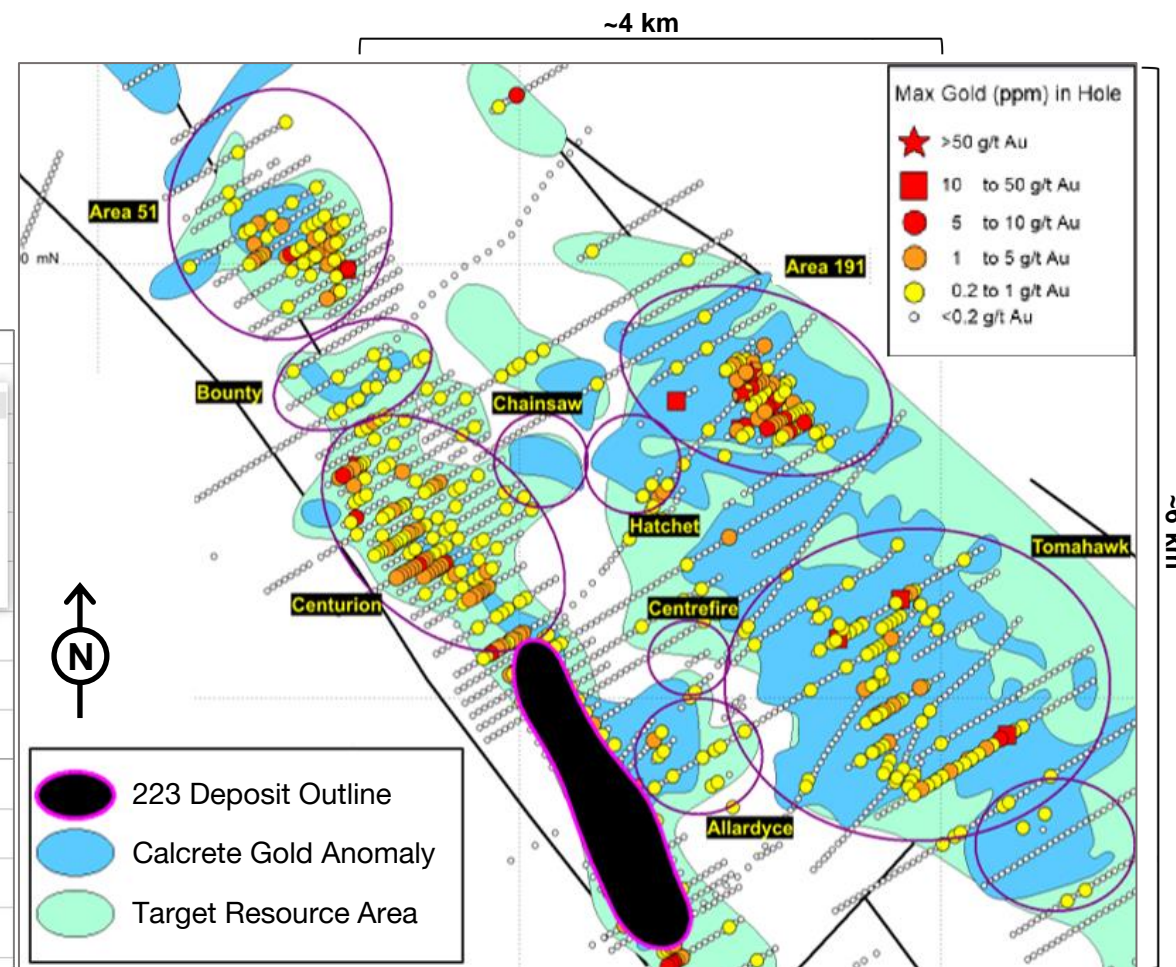 ~4 km
Max Gold (ppm) in Hole
>50 g/t Au
10 to 50 g/t Au
5 to 10 g/t Au
1 to 5 g/t Au
0.2 to 1 g/t Au
<0.2 g/t Au
Area 51
0 mN
Area 191
Bounty
Chainsaw
Hatchet
Tomahawk
Centurion
Centrefire
N
223 Deposit Outline
Calcrete Gold Anomaly
Target Resource Area
Allardyce